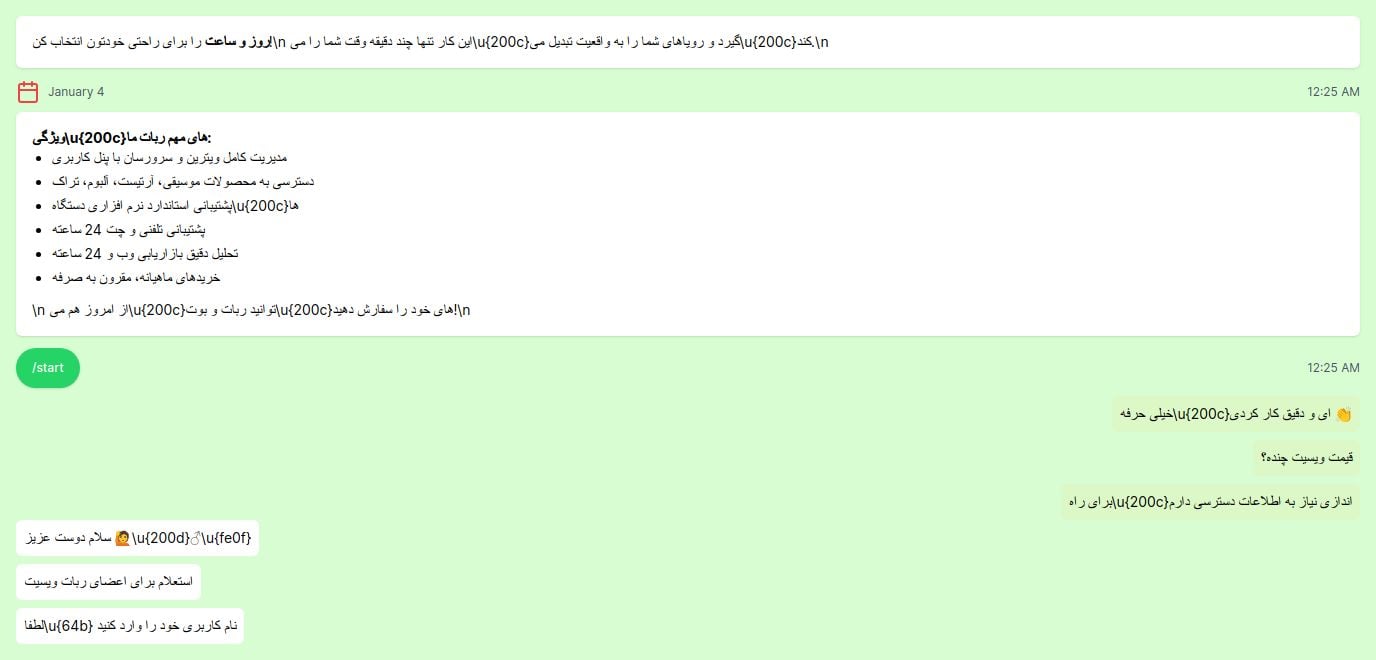 روز و ساعت را برای راحتی خودتون انتخاب کن!\n این کار تنها چند دقیقه وقت شما را می\u{200c}گیرد و رویاهای شما را به واقعیت تبدیل می\u{200c}کند.\n
January 4 12:25 AM
ویژگی\u{200c}های مهم ربات ما:
مدیریت کامل ویترین و سرورسان با پنل کاربری
دسترسی به محصولات موسیقی، آرتیست، آلبوم، تراک
پشتیبانی استاندارد نرم افزاری دستگاه\u{200c}ها
پشتیبانی تلفنی و چت 24 ساعته
تحلیل دقیق بازاریابی وب و 24 ساعته
خریدهای ماهیانه، مقرون به صرفه
\n از امروز هم می\u{200c}توانید ربات و بوت\u{200c}های خود را سفارش دهید!\n
/start 12:25 AM
خیلی حرفه\u{200c}ای و دقیق کار کردی 👏
قیمت ویسیت چنده؟
برای راه\u{200c}اندازی نیاز به اطلاعات دسترسی دارم
سلام دوست عزیز 🙋\u{200d}♂\u{fe0f}
استعلام برای اعضای ربات ویسیت
لطفا\u{64b} نام کاربری خود را وارد کنید